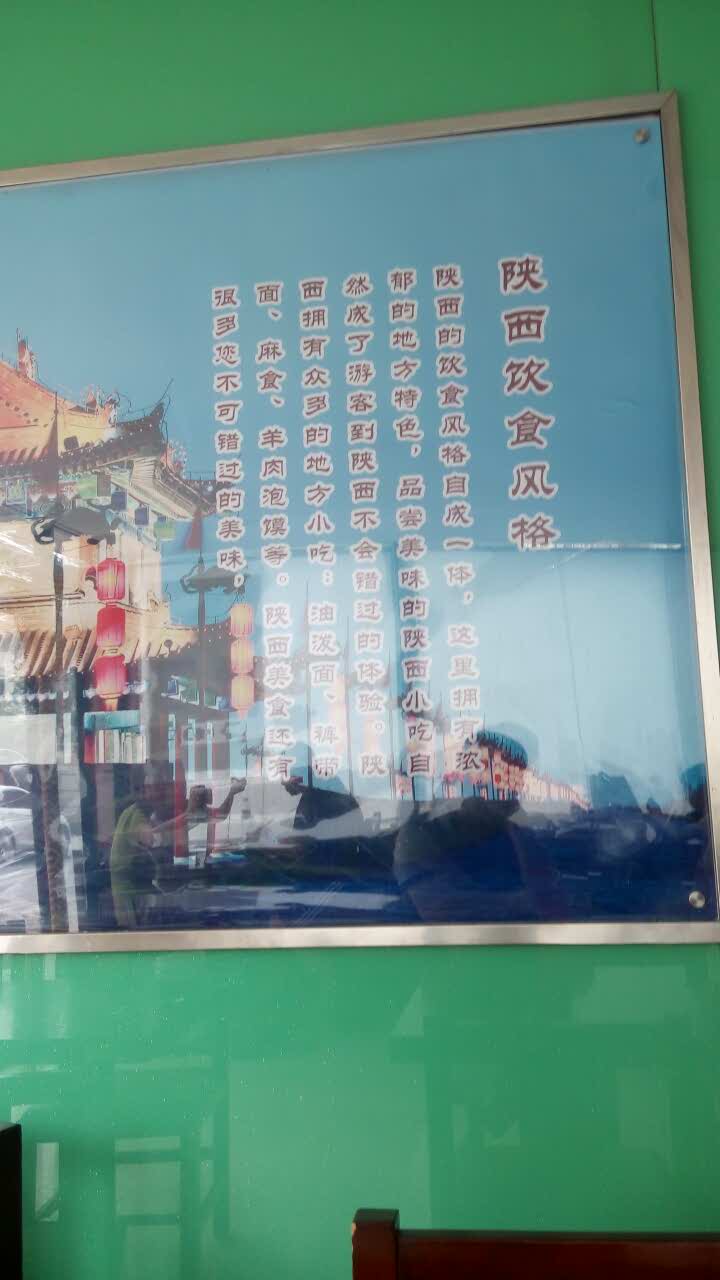 陕西饮食风格
陕西的饮食风格自成一体，这里拥有浓
郁的地方特色，品尝美味的陕西小吃自
然成了游客到陕西不会错过的体验。陕
西拥有众多的地方小吃：油泼面、裤带
面、麻食、羊肉泡馍等。陕西美食还有
很多您不可错过的美味，